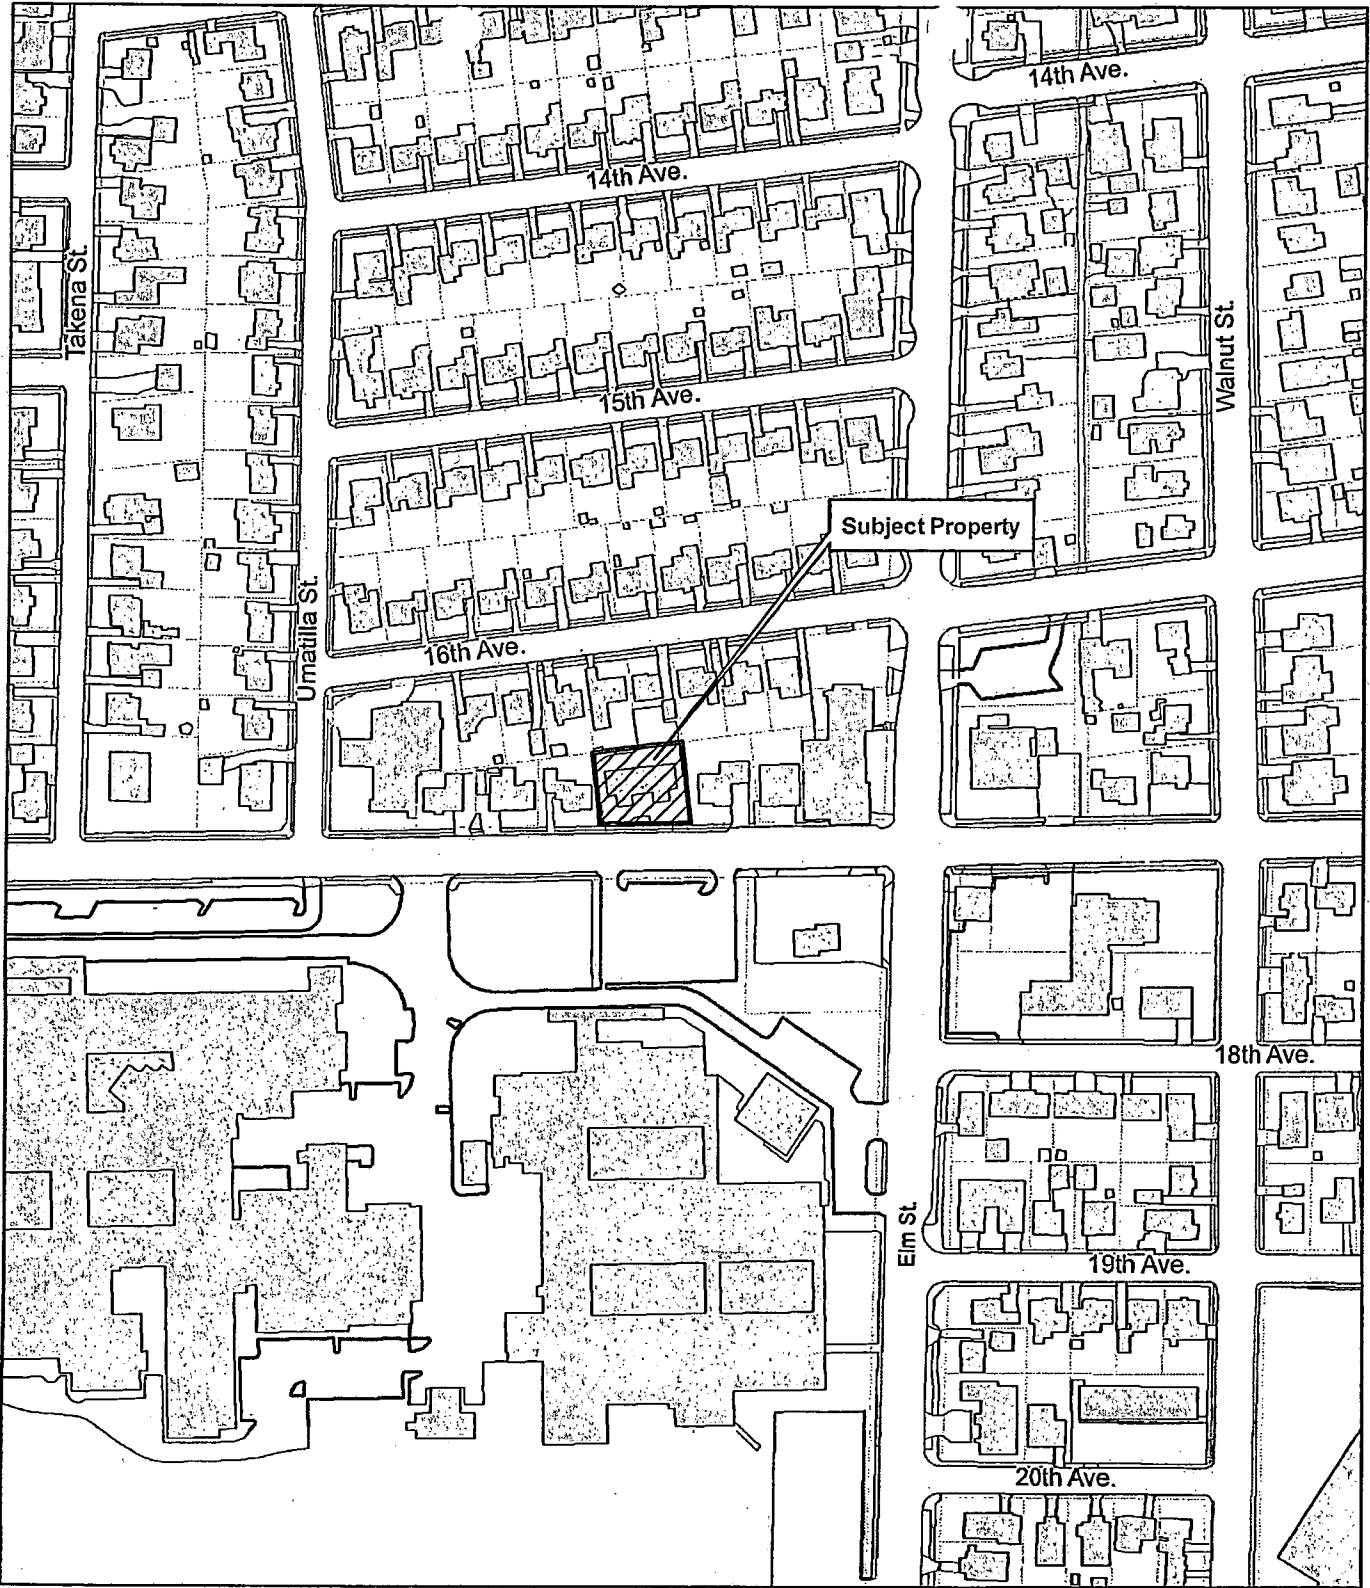 14th Ave.
14th Ave.
Takena St.
Walnut St.
15th Ave.
Subject Property
Umatilla St.
16th Ave.
18th Ave.
Elm St.
19th Ave.
20th Ave.